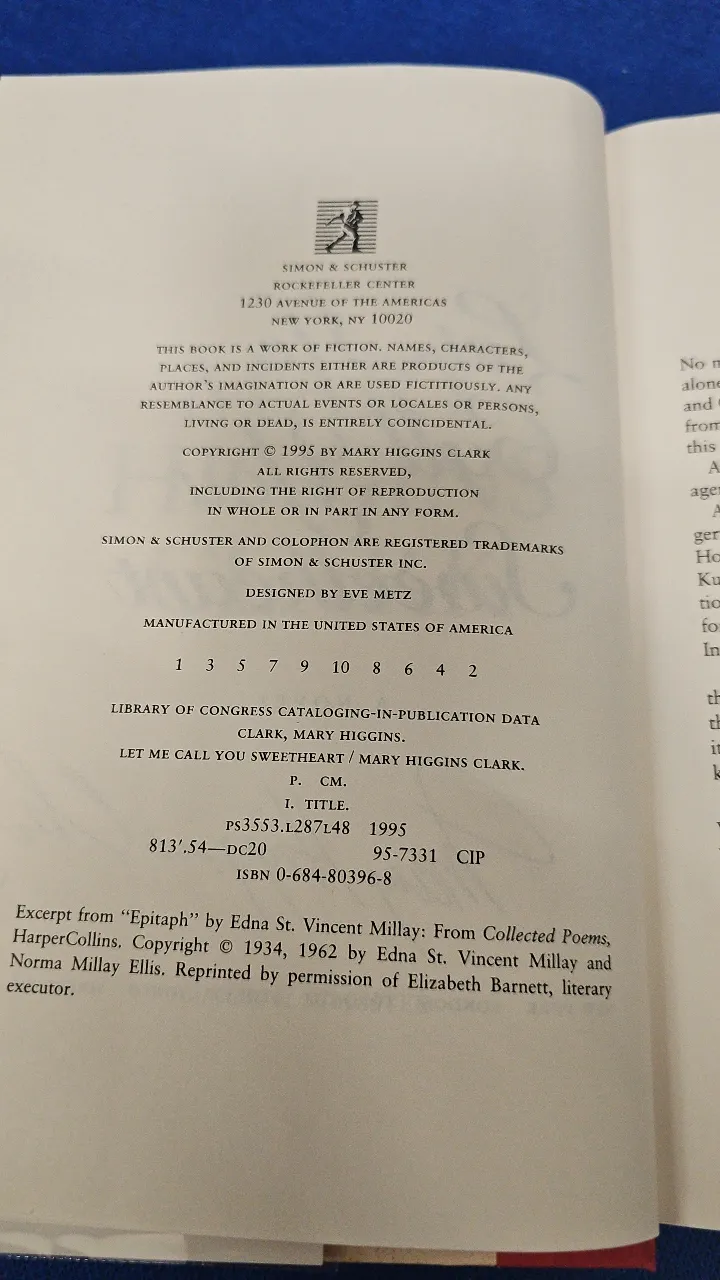 SIMON & SCHUSTER
ROCKEFELLER CENTER
1230 AVENUE OF THE AMERICAS
NEW YORK, NY 10020
THIS BOOK IS A WORK OF FICTION. NAMES, CHARACTERS,
PLACES, AND INCIDENTS EITHER ARE PRODUCTS OF THE
AUTHOR'S IMAGINATION OR ARE USED FICTITIOUSLY. ANY
RESEMBLANCE TO ACTUAL EVENTS OR LOCALES OR PERSONS,
LIVING OR DEAD, IS ENTIRELY COINCIDENTAL.
COPYRIGHT © 1995 BY MARY HIGGINS CLARK
ALL RIGHTS RESERVED,
INCLUDING THE RIGHT OF REPRODUCTION
IN WHOLE OR IN PART IN ANY FORM.
SIMON & SCHUSTER AND COLOPHON ARE REGISTERED TRADEMARKS
OF SIMON & SCHUSTER INC.
DESIGNED BY EVE METZ
MANUFACTURED IN THE UNITED STATES OF AMERICA
1 3 5 7 9 10 8 6 4 2
LIBRARY OF CONGRESS CATALOGING-IN-PUBLICATION DATA
CLARK, MARY HIGGINS.
LET ME CALL YOU SWEETHEART / MARY HIGGINS CLARK.
P. CM.
I. TITLE.
PS3553.L287L48 1995
813'.54—DC20 95-7331 CIP
ISBN 0-684-80396-8
Excerpt from "Epitaph" by Edna St. Vincent Millay: From Collected Poems,
HarperCollins. Copyright © 1934, 1962 by Edna St. Vincent Millay and
Norma Millay Ellis. Reprinted by permission of Elizabeth Barnett, literary
executor.
No
alone
and
from
this